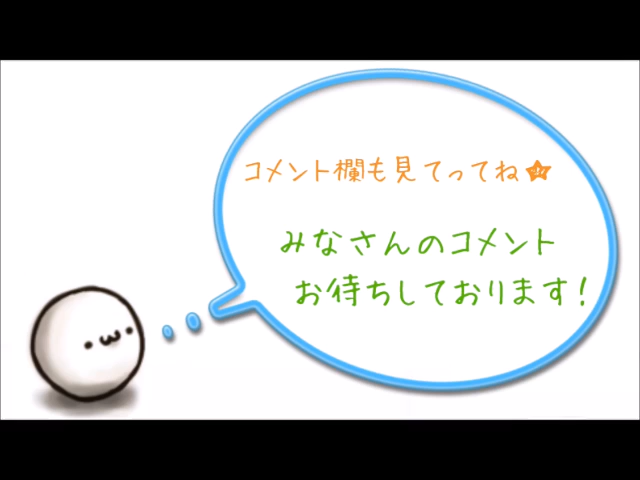 コメント欄も見てってね★
みなさんのコメント
お待ちしております!